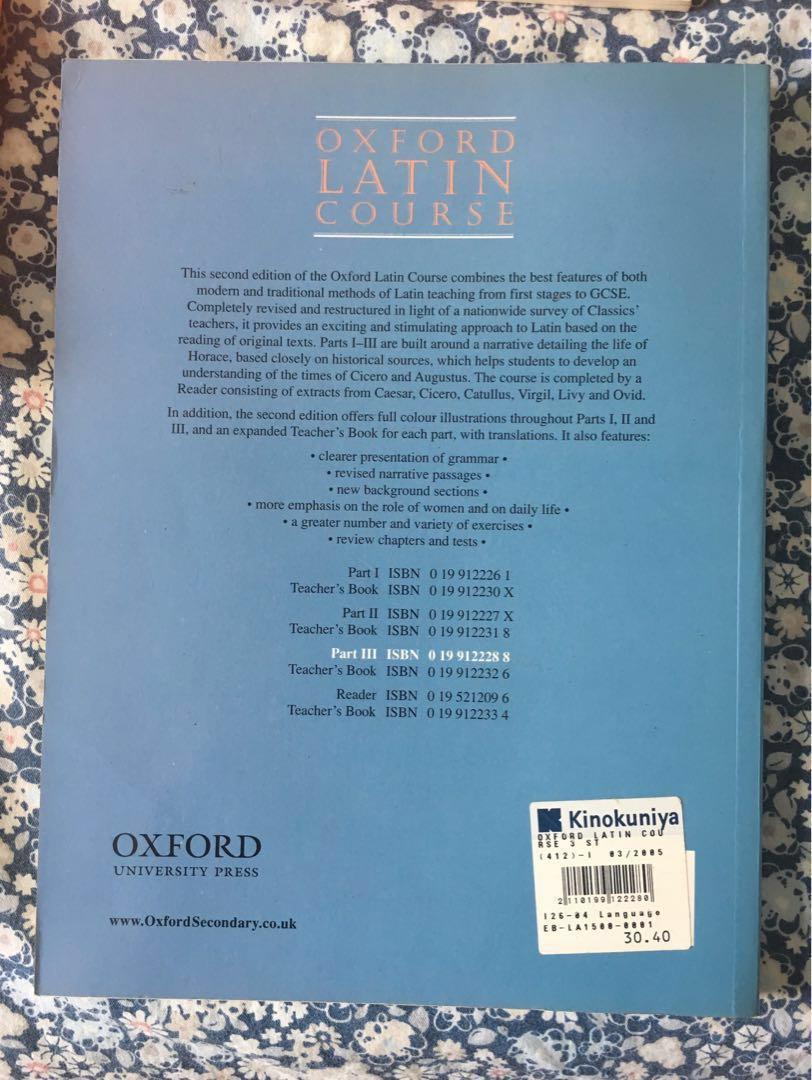 OXFORD
LATIN
COURSE
This second edition of the Oxford Latin Course combines the best features of both
modern and traditional methods of Latin teaching from first stages to GCSE.
Completely revised and restructured in light of a nationwide survey of Classics'
teachers, it provides an exciting and stimulating approach to Latin based on the
reading of original texts. Parts I–III are built around a narrative detailing the life of
Horace, based closely on historical sources, which helps students to develop an
understanding of the times of Cicero and Augustus. The course is completed by a
Reader consisting of extracts from Caesar, Cicero, Catullus, Virgil, Livy and Ovid.
In addition, the second edition offers full colour illustrations throughout Parts I, II and
III, and an expanded Teacher's Book for each part, with translations. It also features:
• clearer presentation of grammar •
• revised narrative passages •
• new background sections •
• more emphasis on the role of women and on daily life •
• a greater number and variety of exercises •
• review chapters and tests •
Part I ISBN 0 19 912226 1
Teacher's Book ISBN 0 19 912230 X
Part II ISBN 0 19 912227 X
Teacher's Book ISBN 0 19 912231 8
Part III ISBN 0 19 912228 8
Teacher's Book ISBN 0 19 912232 6
Reader ISBN 0 19 521209 6
Teacher's Book ISBN 0 19 912233 4
OXFORD
UNIVERSITY PRESS
www.OxfordSecondary.co.uk
Kinokuniya
OXFORD LATIN COU
RSE 3 ST
(412)-I 03/2005
2110199122280
I26-04 Language
EB-LA1500-0001
30.40